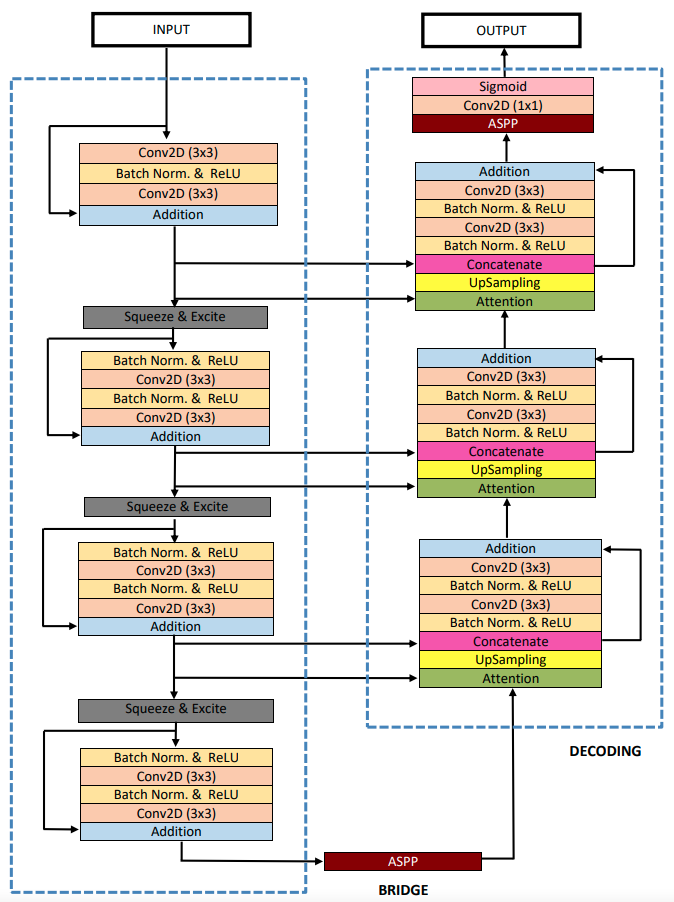 INPUT
Conv2D (3x3)
Batch Norm. & ReLU
Conv2D (3x3)
Addition
Squeeze & Excite
Batch Norm. & ReLU
Conv2D (3x3)
Batch Norm. & ReLU
Conv2D (3x3)
Addition
Squeeze & Excite
Batch Norm. & ReLU
Conv2D (3x3)
Batch Norm. & ReLU
Conv2D (3x3)
Addition
Squeeze & Excite
Batch Norm. & ReLU
Conv2D (3x3)
Batch Norm. & ReLU
Conv2D (3x3)
Addition
ASPP
BRIDGE
OUTPUT
Sigmoid
Conv2D (1x1)
ASPP
Addition
Conv2D (3x3)
Batch Norm. & ReLU
Conv2D (3x3)
Batch Norm. & ReLU
Concatenate
UpSampling
Attention
Addition
Conv2D (3x3)
Batch Norm. & ReLU
Conv2D (3x3)
Batch Norm. & ReLU
Concatenate
UpSampling
Attention
Addition
Conv2D (3x3)
Batch Norm. & ReLU
Conv2D (3x3)
Batch Norm. & ReLU
Concatenate
UpSampling
Attention
DECODING